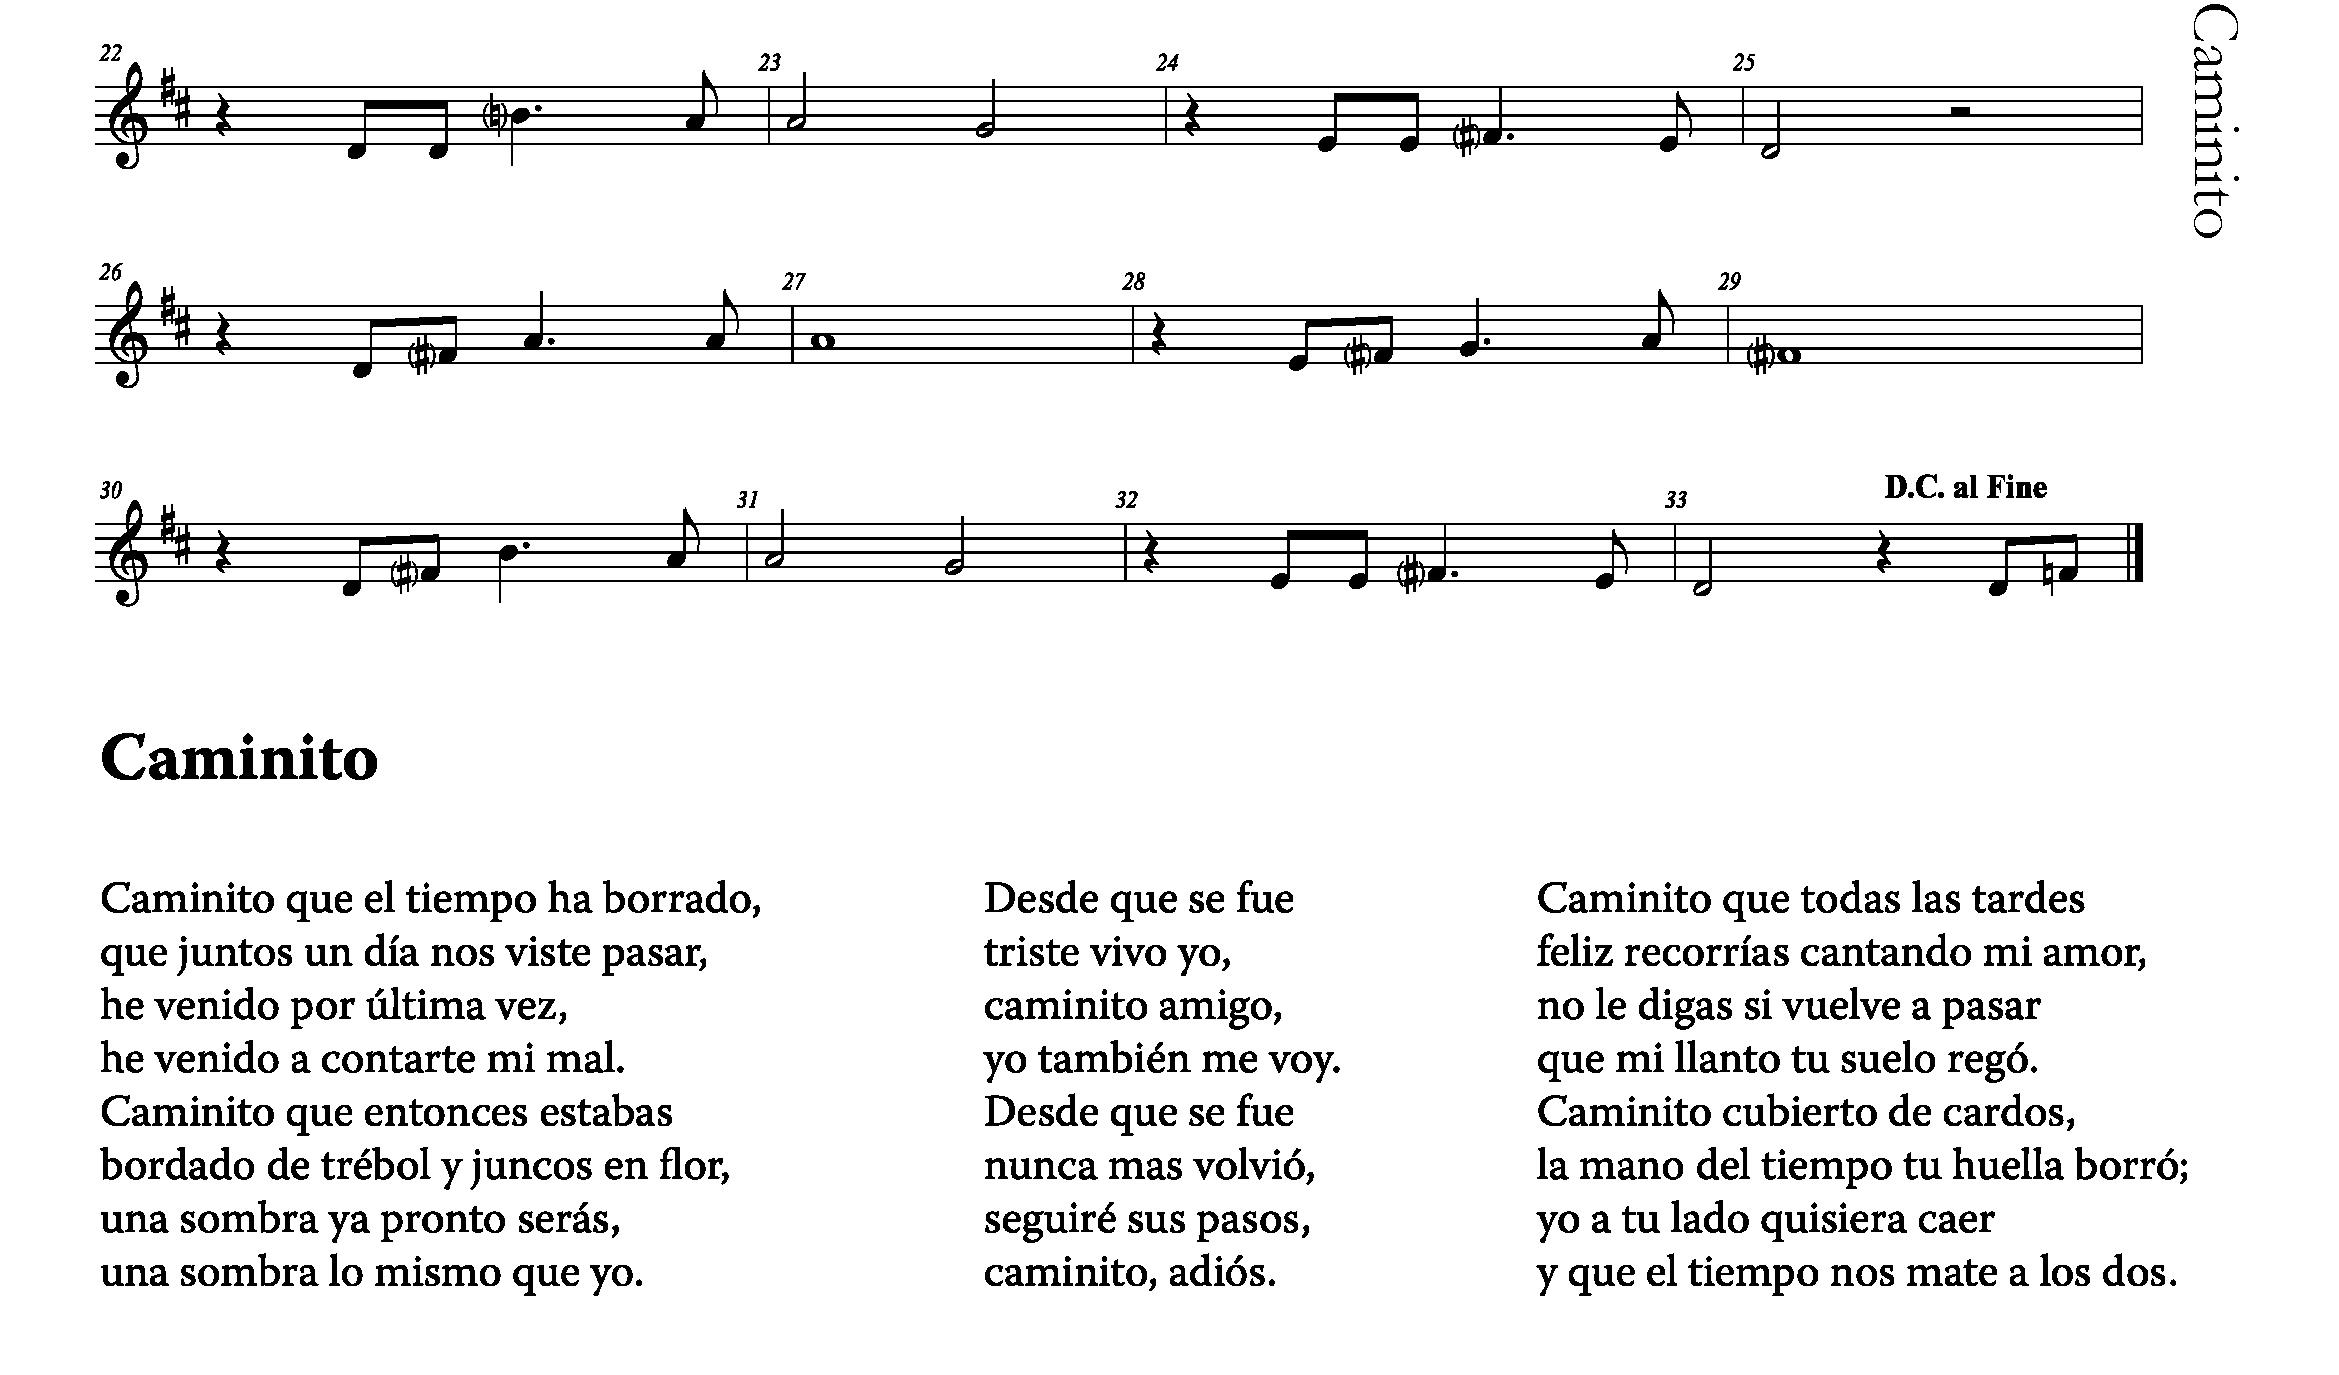 Caminito
22 23 24 25
26 27 28 29
D.C. al Fine
30 31 32 33
Caminito
Caminito que el tiempo ha borrado,
que juntos un día nos viste pasar,
he venido por última vez,
he venido a contarte mi mal.
Caminito que entonces estabas
bordado de trébol y juncos en flor,
una sombra ya pronto serás,
una sombra lo mismo que yo.
Desde que se fue
triste vivo yo,
caminito amigo,
yo también me voy.
Desde que se fue
nunca mas volvió,
seguiré sus pasos,
caminito, adiós.
Caminito que todas las tardes
feliz recorrías cantando mi amor,
no le digas si vuelve a pasar
que mi llanto tu suelo regó.
Caminito cubierto de cardos,
la mano del tiempo tu huella borró;
yo a tu lado quisiera caer
y que el tiempo nos mate a los dos.